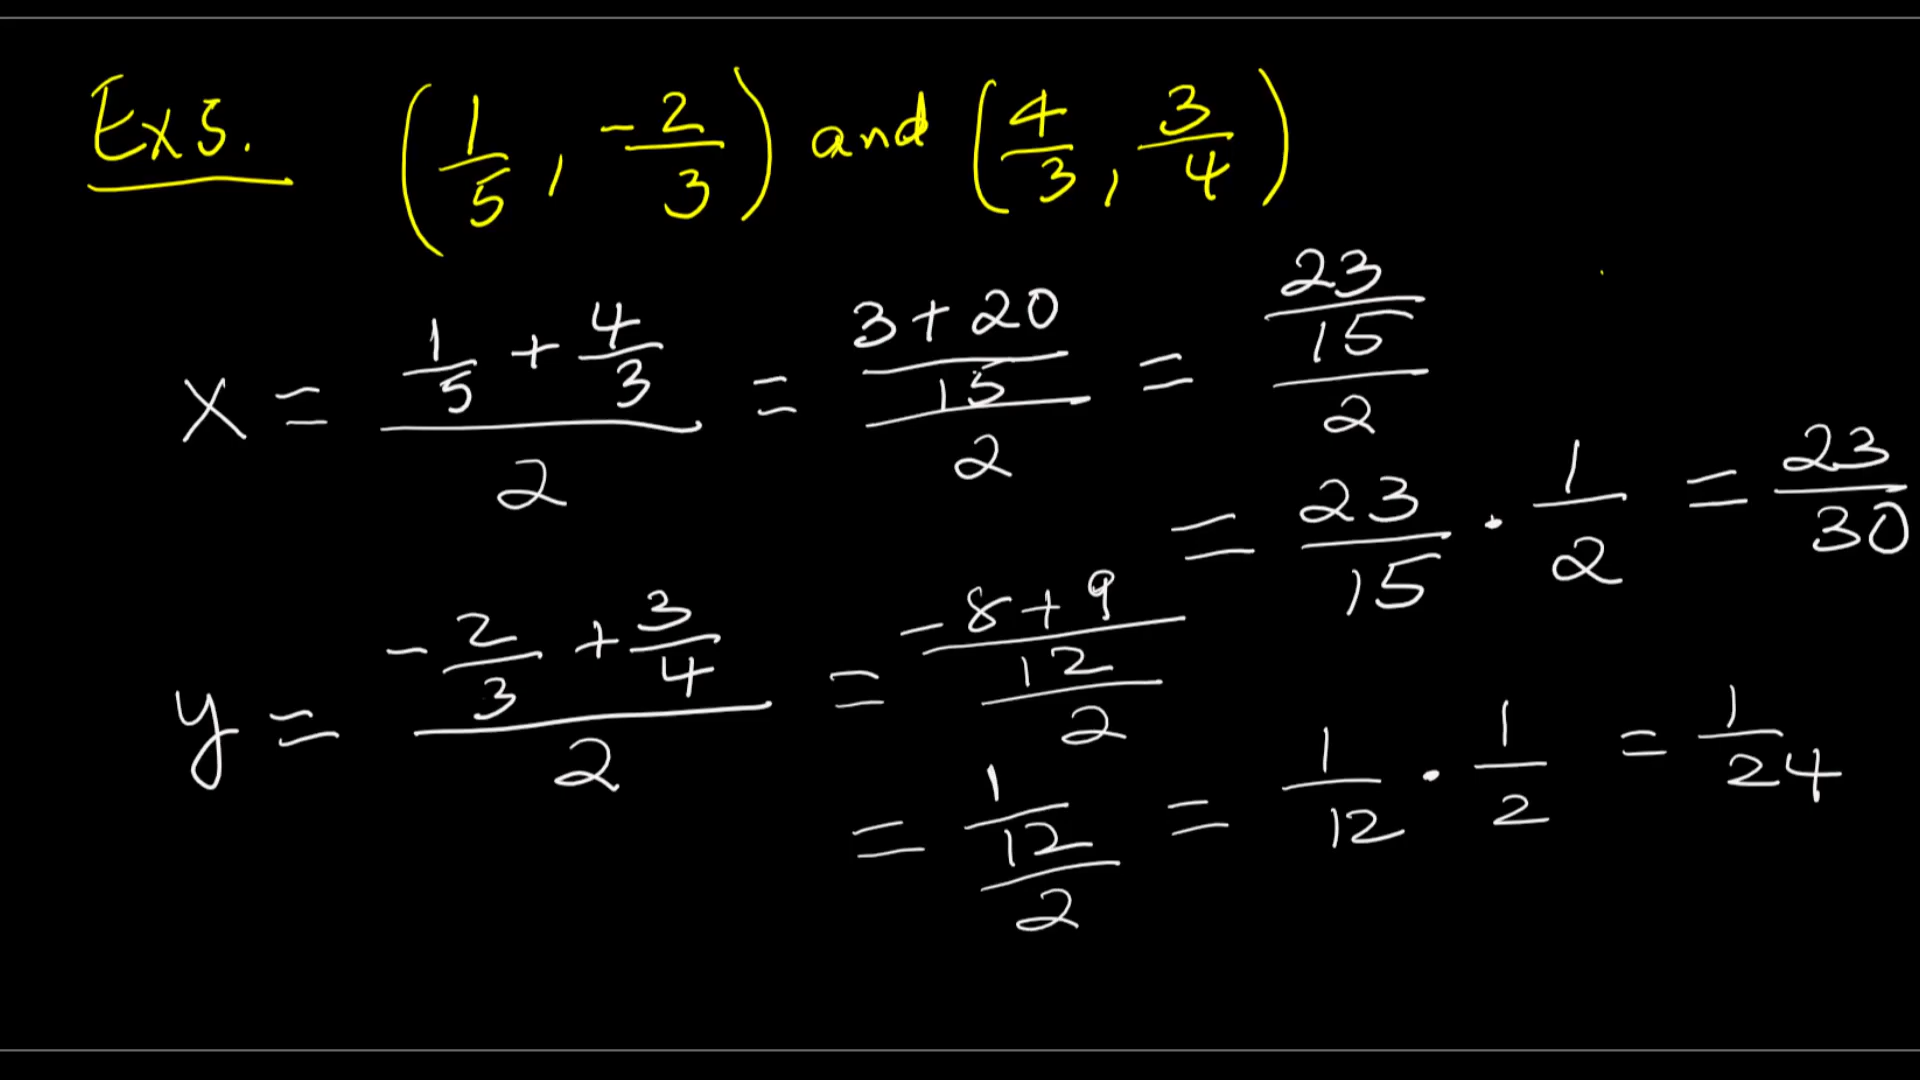 Ex 5. (1/5, -2/3) and (4/3, 3/4)
x = (1/5 + 4/3)/2 = ((3+20)/15)/2 = (23/15)/2
= 23/15 · 1/2 = 23/30
y = (-2/3 + 3/4)/2 = ((-8+9)/12)/2
= (1/12)/2 = 1/12 · 1/2 = 1/24